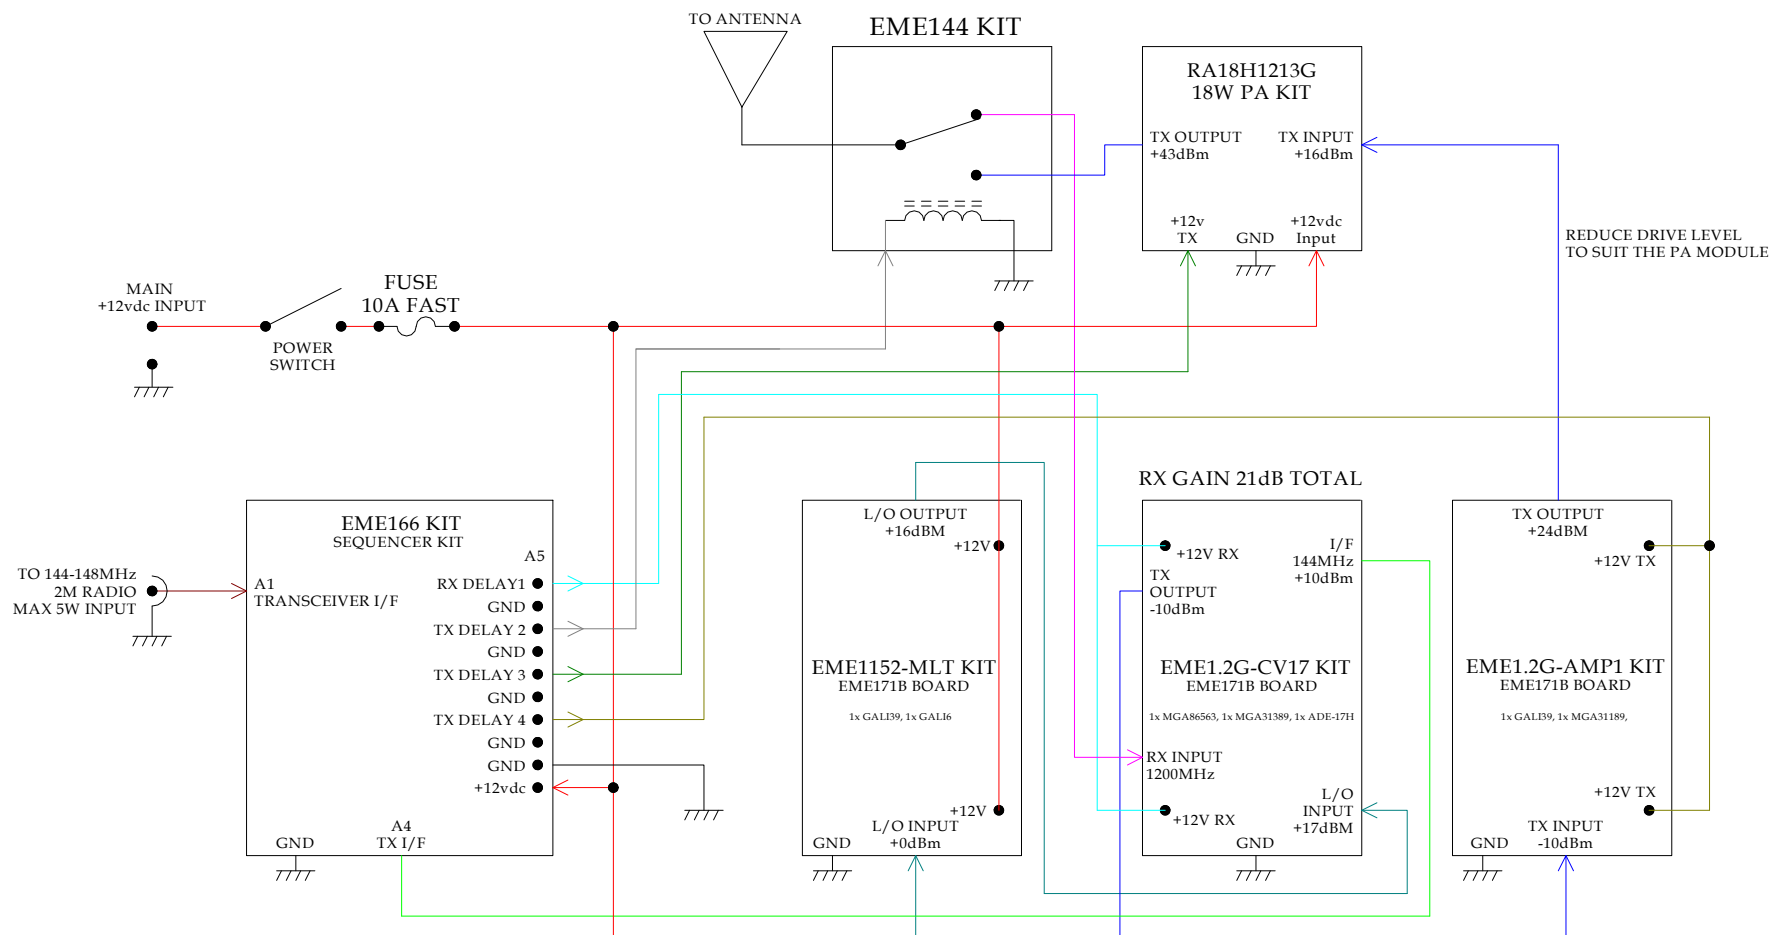 TO ANTENNA
EME144 KIT
RA18H1213G
18W PA KIT
TX OUTPUT
+43dBm
TX INPUT
+16dBm
+12v
TX
GND
+12vdc
Input
REDUCE DRIVE LEVEL
TO SUIT THE PA MODULE
MAIN
+12vdc INPUT
FUSE
10A FAST
POWER
SWITCH
EME166 KIT
SEQUENCER KIT
A5
TO 144-148MHz
2M RADIO
MAX 5W INPUT
A1
TRANSCEIVER I/F
RX DELAY1
GND
TX DELAY 2
GND
TX DELAY 3
GND
TX DELAY 4
GND
GND
+12vdc
A4
TX I/F
GND
L/O OUTPUT
+16dBM
+12V
EME1152-MLT KIT
EME171B BOARD
1x GALI39, 1x GALI6
+12V
L/O INPUT
+0dBm
GND
RX GAIN 21dB TOTAL
+12V RX
I/F
144MHz
+10dBm
TX
OUTPUT
-10dBm
EME1.2G-CV17 KIT
EME171B BOARD
1x MGA86563, 1x MGA31389, 1x ADE-17H
RX INPUT
1200MHz
+12V RX
L/O
INPUT
+17dBM
GND
TX OUTPUT
+24dBM
+12V TX
EME1.2G-AMP1 KIT
EME171B BOARD
1x GALI39, 1x MGA31189,
+12V TX
TX INPUT
-10dBm
GND